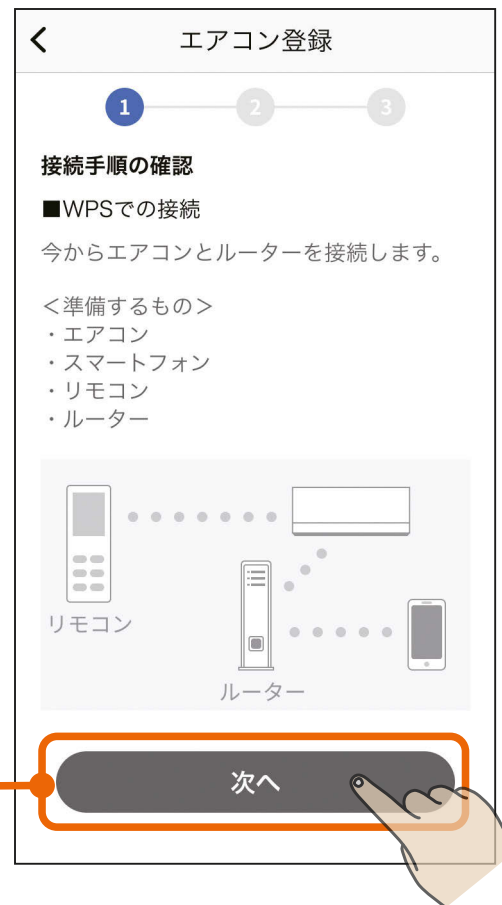 エアコン登録
1 2 3
接続手順の確認
■WPSでの接続
今からエアコンとルーターを接続します。
＜準備するもの＞
・エアコン
・スマートフォン
・リモコン
・ルーター
リモコン
ルーター
次へ